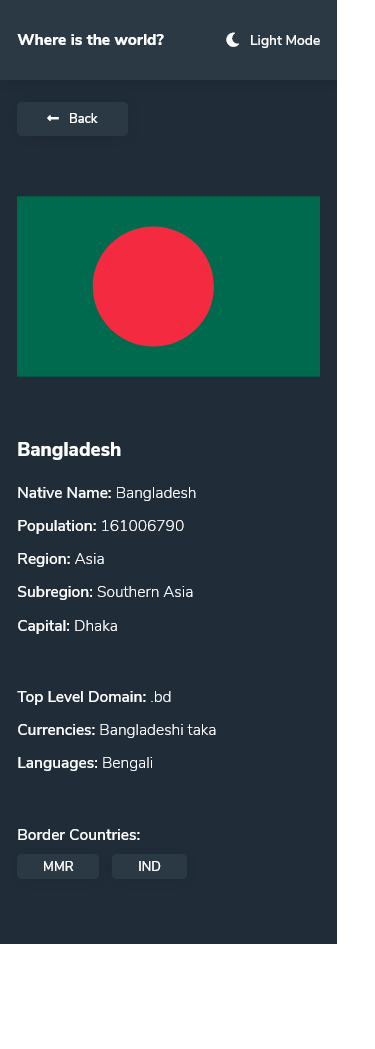 Where is the world?
Light Mode
Back
Bangladesh
Native Name: Bangladesh
Population: 161006790
Region: Asia
Subregion: Southern Asia
Capital: Dhaka
Top Level Domain: .bd
Currencies: Bangladeshi taka
Languages: Bengali
Border Countries:
MMR IND